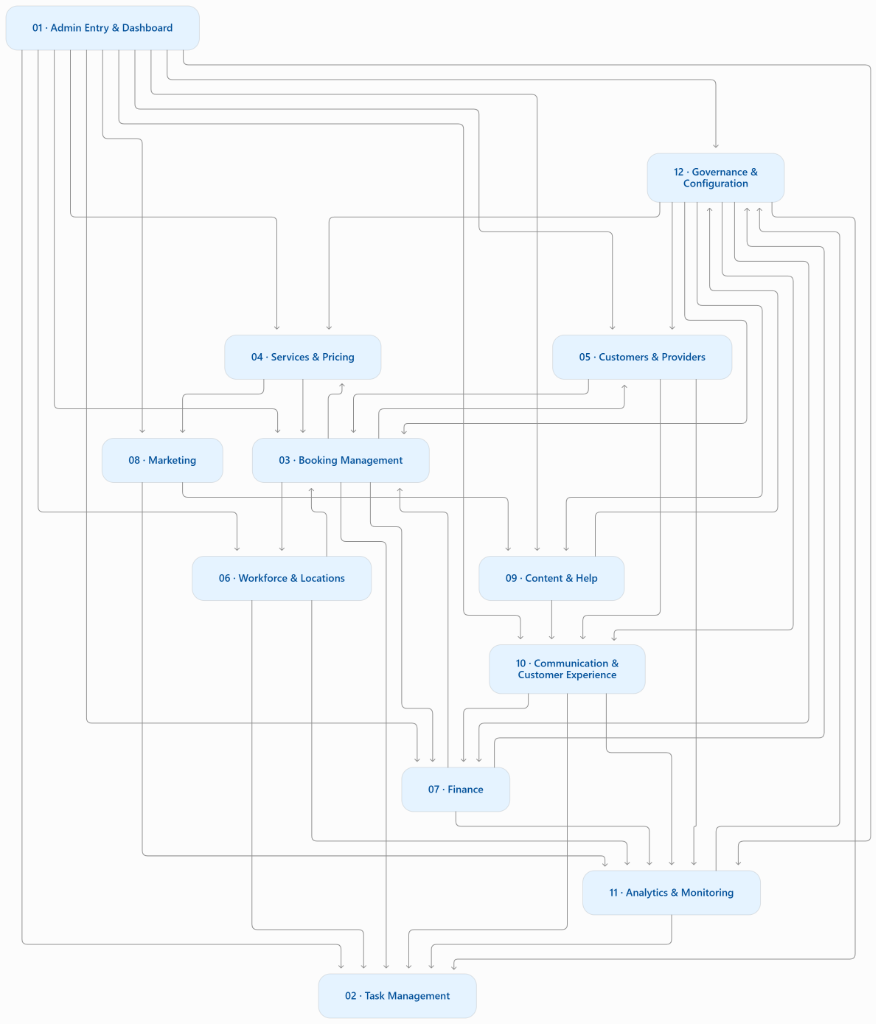 01 · Admin Entry & Dashboard
12 · Governance &
Configuration
04 · Services & Pricing
05 · Customers & Providers
08 · Marketing
03 · Booking Management
06 · Workforce & Locations
09 · Content & Help
10 · Communication &
Customer Experience
07 · Finance
11 · Analytics & Monitoring
02 · Task Management